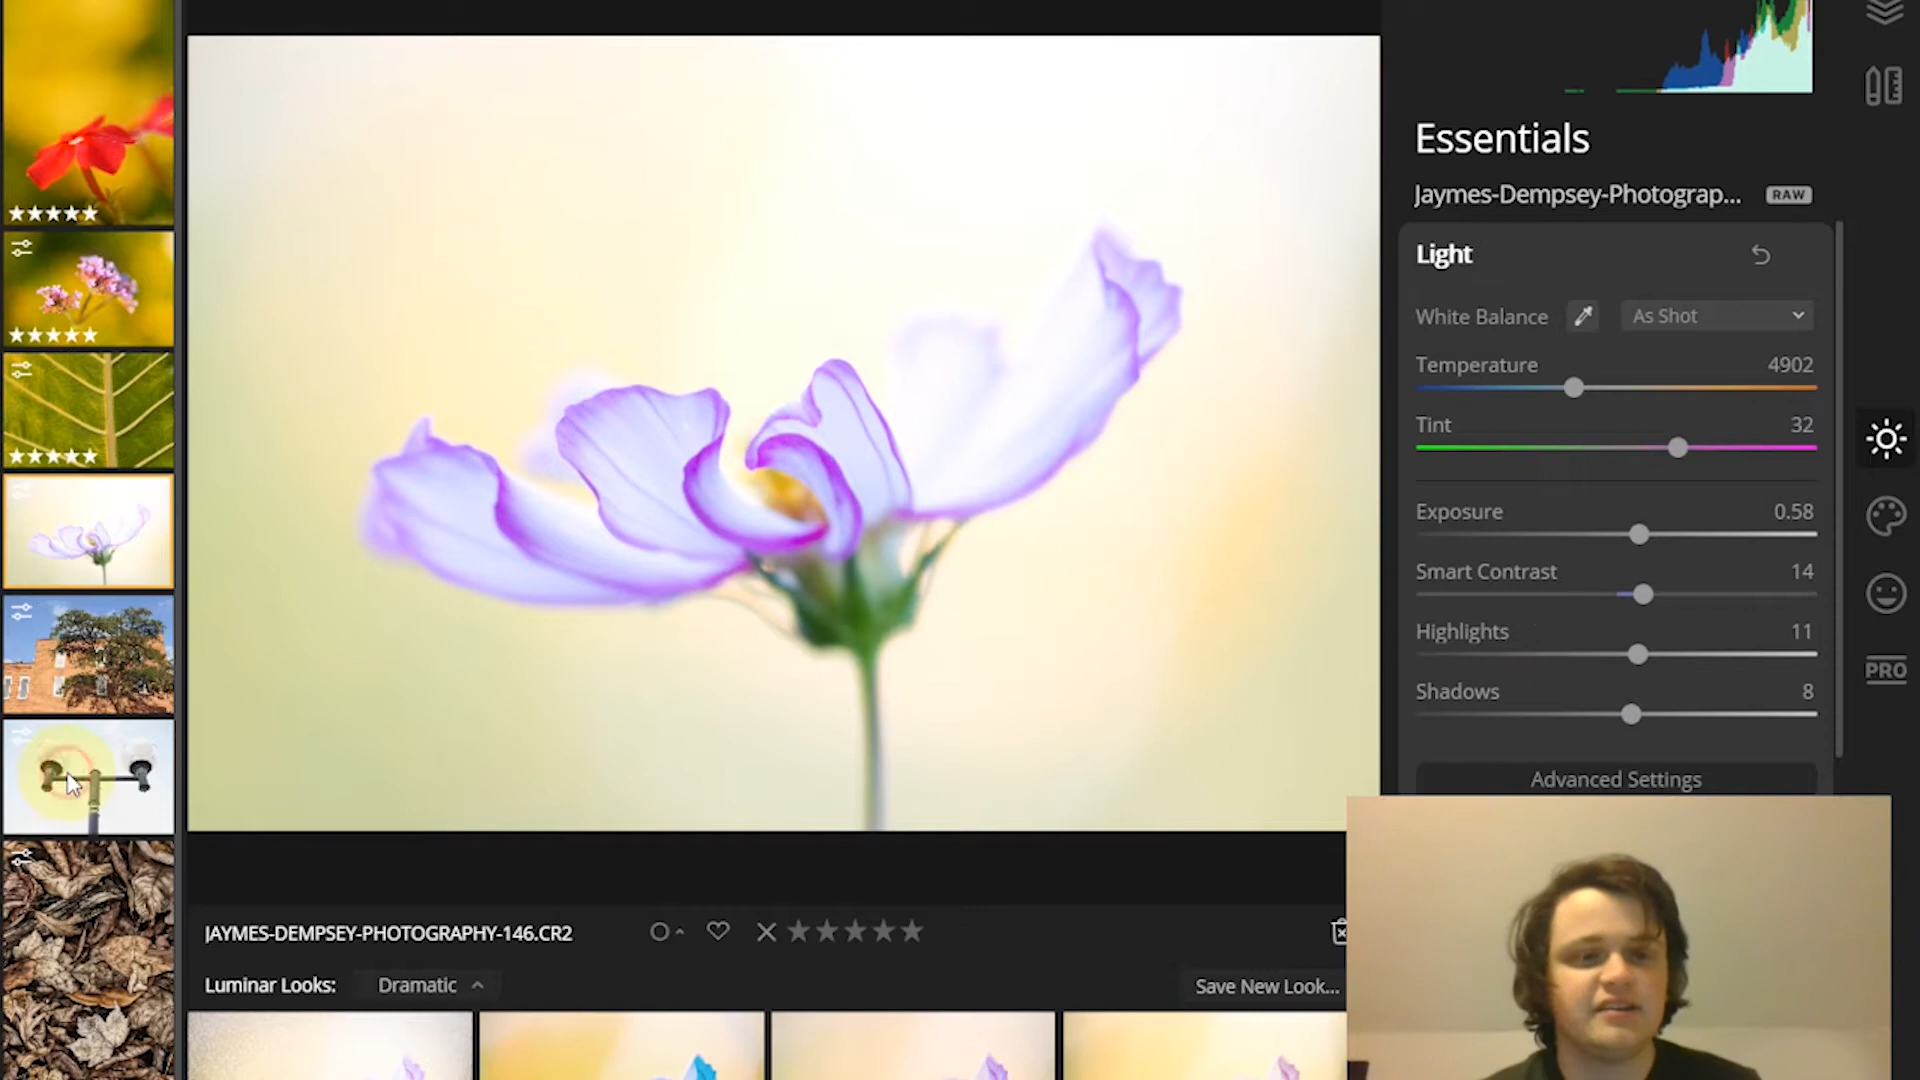 Essentials
Jaymes-Dempsey-Photograp... RAW
Light
White Balance As Shot
Temperature 4902
Tint 32
Exposure 0.58
Smart Contrast 14
Highlights 11
Shadows 8
Advanced Settings
PRO
JAYMES-DEMPSEY-PHOTOGRAPHY-146.CR2
Luminar Looks: Dramatic
Save New Look...